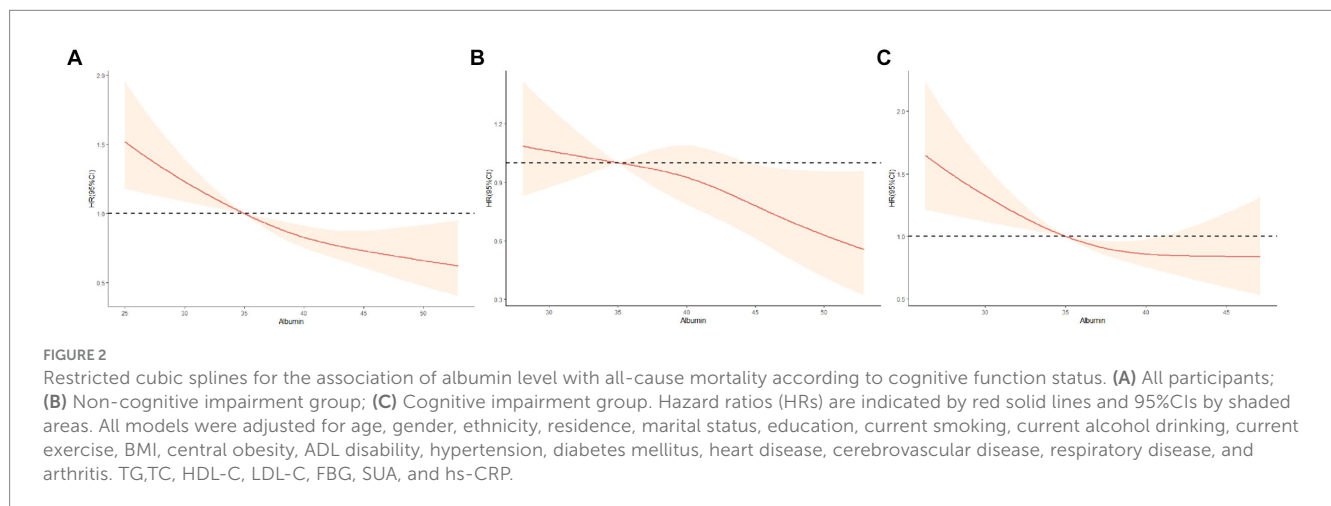 A
B
C
2.0
1.5
1.0
0.5
HR(95%CI)
25
30
35
40
45
50
Albumin
1.2
0.9
0.6
0.3
HR(95%CI)
30
35
40
45
50
Albumin
2.0
1.5
1.0
0.5
HR(95%CI)
30
35
40
45
Albumin
FIGURE 2
Restricted cubic splines for the association of albumin level with all-cause mortality according to cognitive function status. (A) All participants;
(B) Non-cognitive impairment group; (C) Cognitive impairment group. Hazard ratios (HRs) are indicated by red solid lines and 95%CIs by shaded
areas. All models were adjusted for age, gender, ethnicity, residence, marital status, education, current smoking, current alcohol drinking, current
exercise, BMI, central obesity, ADL disability, hypertension, diabetes mellitus, heart disease, cerebrovascular disease, respiratory disease, and
arthritis. TG,TC, HDL-C, LDL-C, FBG, SUA, and hs-CRP.